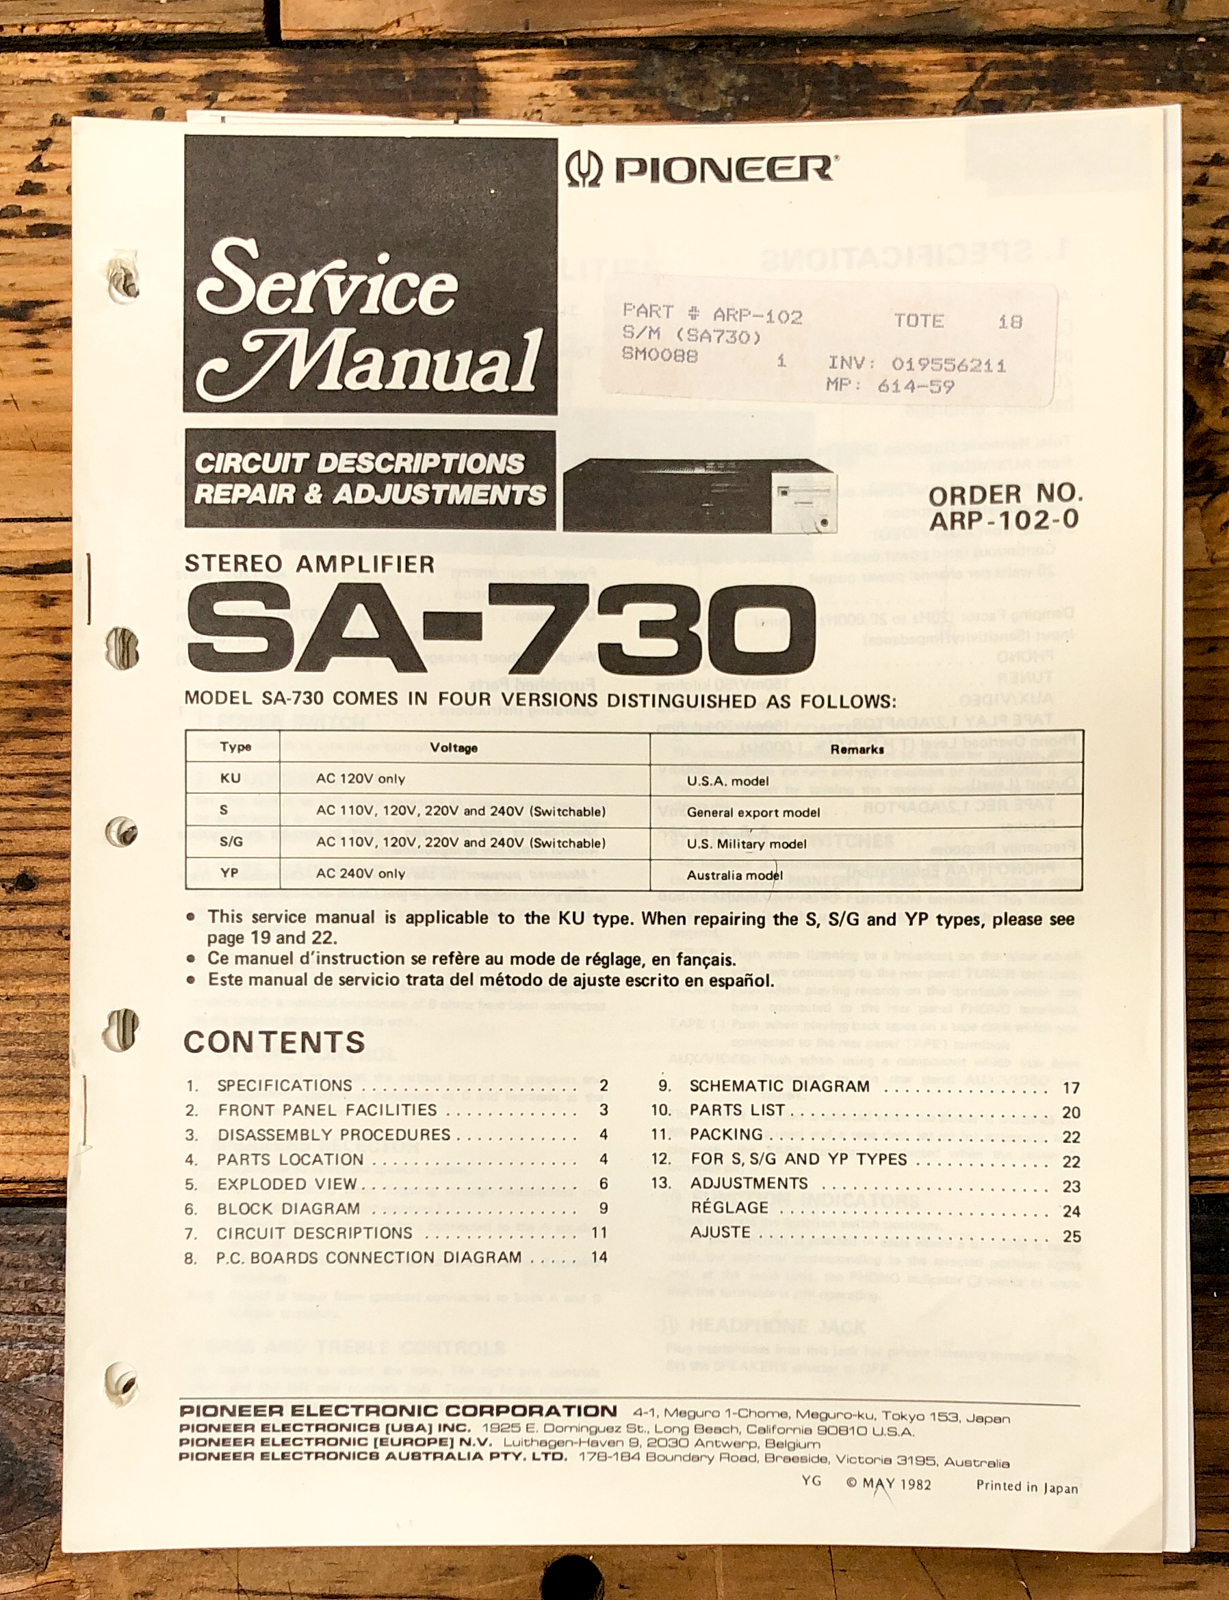 PIONEER®
Service
Manual
PART # ARP-102 TOTE 18
S/M (SA730)
SM0088 1 INV: 019556211
MP: 614-59
CIRCUIT DESCRIPTIONS
REPAIR & ADJUSTMENTS
ORDER NO.
ARP-102-0
STEREO AMPLIFIER
SA-730
MODEL SA-730 COMES IN FOUR VERSIONS DISTINGUISHED AS FOLLOWS:
Type Voltage Remarks
KU AC 120V only U.S.A. model
S AC 110V, 120V, 220V and 240V (Switchable) General export model
S/G AC 110V, 120V, 220V and 240V (Switchable) U.S. Military model
YP AC 240V only Australia model
• This service manual is applicable to the KU type. When repairing the S, S/G and YP types, please see
page 19 and 22.
• Ce manuel d'instruction se refère au mode de réglage, en fançais.
• Este manual de servicio trata del método de ajuste escrito en español.
CONTENTS
1. SPECIFICATIONS . . . . . . . . . . . . . . . . . . . . . 2
2. FRONT PANEL FACILITIES . . . . . . . . . . . . . 3
3. DISASSEMBLY PROCEDURES . . . . . . . . . . . . 4
4. PARTS LOCATION . . . . . . . . . . . . . . . . . . . . 4
5. EXPLODED VIEW . . . . . . . . . . . . . . . . . . . . . 6
6. BLOCK DIAGRAM . . . . . . . . . . . . . . . . . . . . 9
7. CIRCUIT DESCRIPTIONS . . . . . . . . . . . . . . . 11
8. P.C. BOARDS CONNECTION DIAGRAM . . . . . 14
9. SCHEMATIC DIAGRAM . . . . . . . . . . . . . . . . 17
10. PARTS LIST . . . . . . . . . . . . . . . . . . . . . . . . . 20
11. PACKING . . . . . . . . . . . . . . . . . . . . . . . . . . . 22
12. FOR S, S/G AND YP TYPES . . . . . . . . . . . . . 22
13. ADJUSTMENTS . . . . . . . . . . . . . . . . . . . . . . 23
RÉGLAGE . . . . . . . . . . . . . . . . . . . . . . . . . . 24
AJUSTE . . . . . . . . . . . . . . . . . . . . . . . . . . . . 25
PIONEER ELECTRONIC CORPORATION 4-1, Meguro 1-Chome, Meguro-ku, Tokyo 153, Japan
PIONEER ELECTRONICS [USA] INC. 1925 E. Dominguez St., Long Beach, California 90810 U.S.A.
PIONEER ELECTRONIC [EUROPE] N.V. Luithagen-Haven 9, 2030 Antwerp, Belgium
PIONEER ELECTRONICS AUSTRALIA PTY. LTD. 178-184 Boundary Road, Braeside, Victoria 3195, Australia
YG © MAY 1982 Printed in Japan